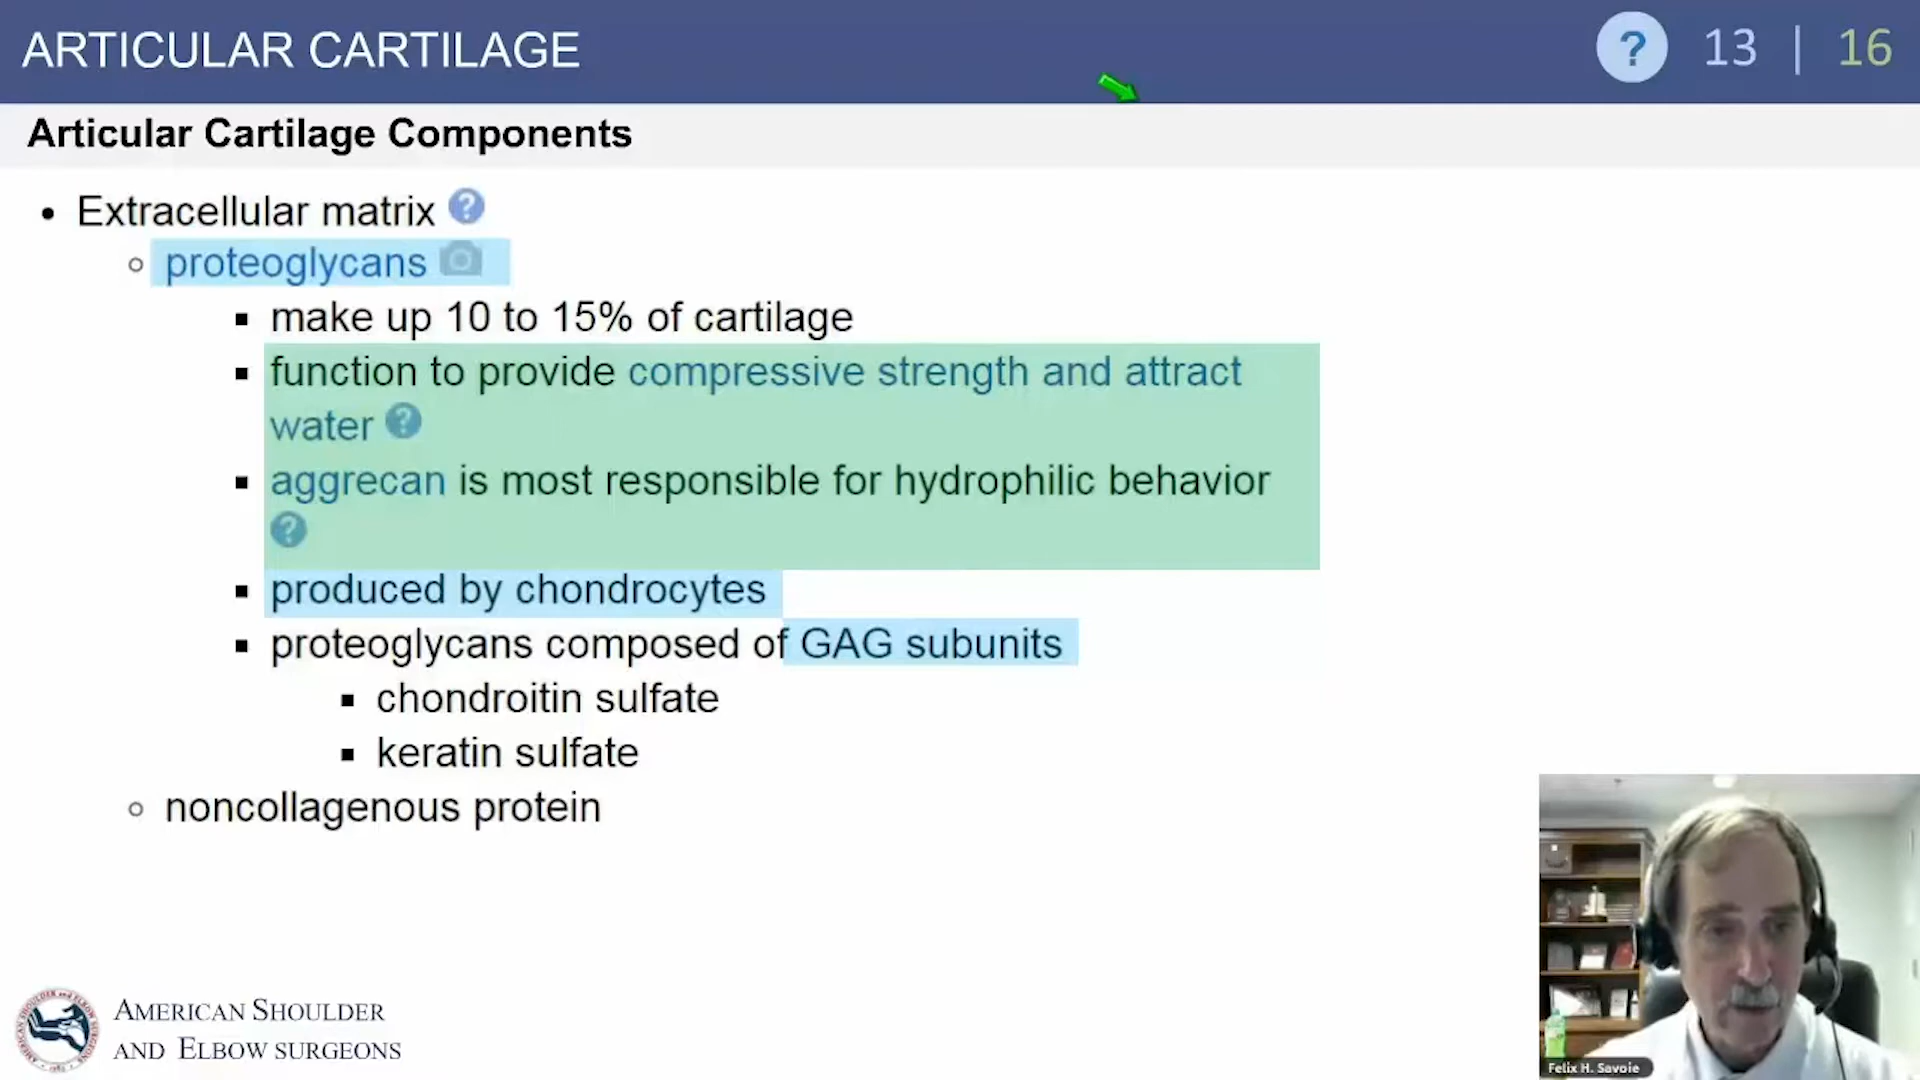 ARTICULAR CARTILAGE
? 13 | 16
Articular Cartilage Components
• Extracellular matrix ?
○ proteoglycans
▪ make up 10 to 15% of cartilage
▪ function to provide compressive strength and attract
water ?
▪ aggrecan is most responsible for hydrophilic behavior
?
▪ produced by chondrocytes
▪ proteoglycans composed of GAG subunits
▪ chondroitin sulfate
▪ keratin sulfate
○ noncollagenous protein
AMERICAN SHOULDER
AND ELBOW SURGEONS
Felix H. Savoie